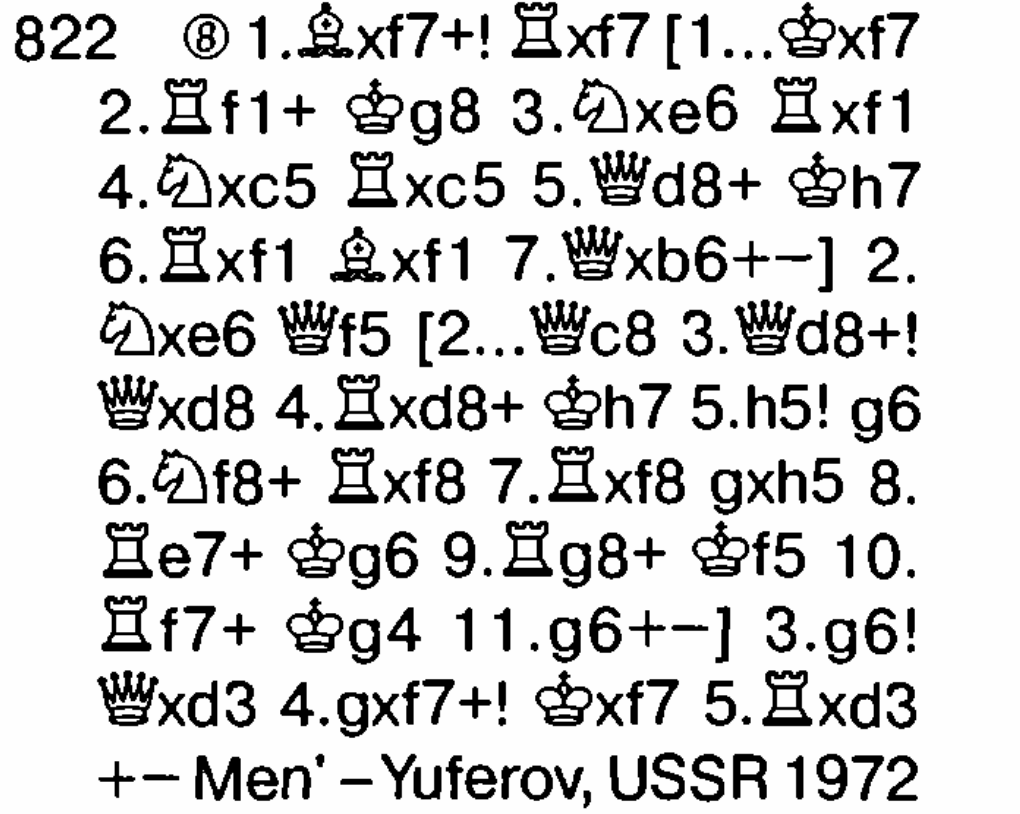 822 ⑧ 1.♗xf7+! ♖xf7 [1...♔xf7
2.♖f1+ ♔g8 3.♘xe6 ♖xf1
4.♘xc5 ♖xc5 5.♕d8+ ♔h7
6.♖xf1 ♗xf1 7.♕xb6+−] 2.
♘xe6 ♕f5 [2...♕c8 3.♕d8+!
♕xd8 4.♖xd8+ ♔h7 5.h5! g6
6.♘f8+ ♖xf8 7.♖xf8 gxh5 8.
♖e7+ ♔g6 9.♖g8+ ♔f5 10.
♖f7+ ♔g4 11.g6+−] 3.g6!
♕xd3 4.gxf7+! ♔xf7 5.♖xd3
+− Men' – Yuferov, USSR 1972